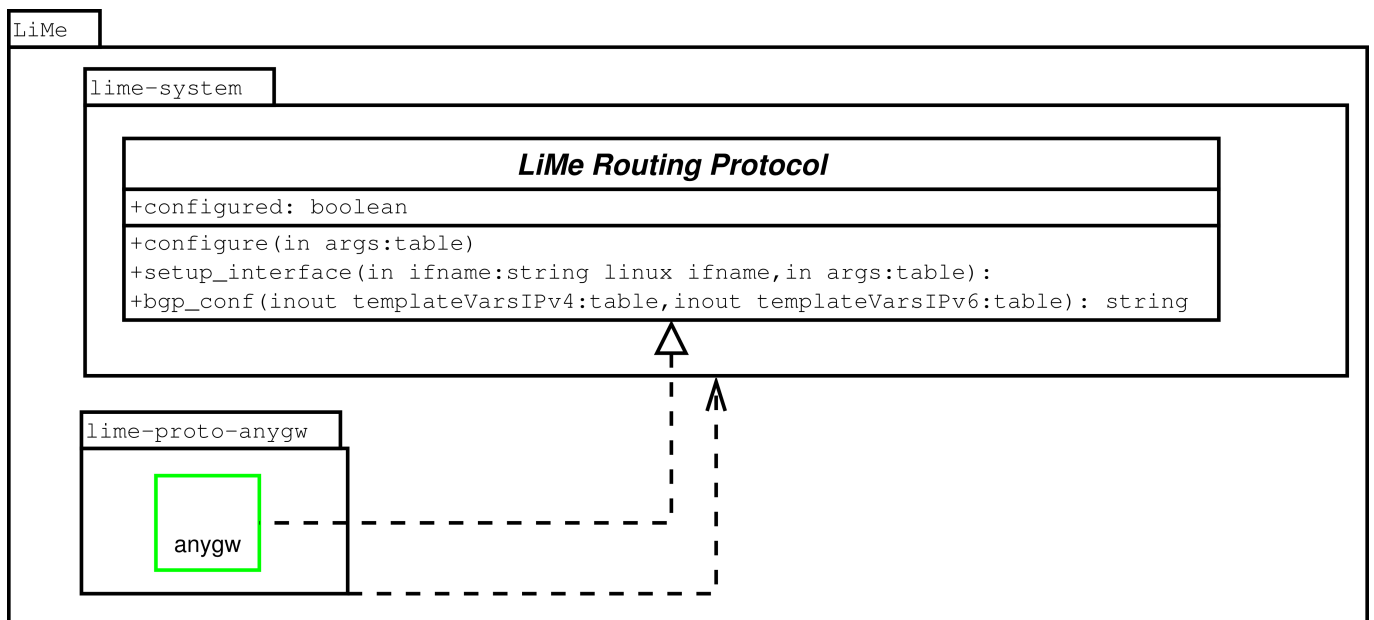 LiMe
lime-system
LiMe Routing Protocol
+configured: boolean
+configure(in args:table)
+setup_interface(in ifname:string linux ifname,in args:table):
+bgp_conf(inout templateVarsIPv4:table,inout templateVarsIPv6:table): string
lime-proto-anygw
anygw